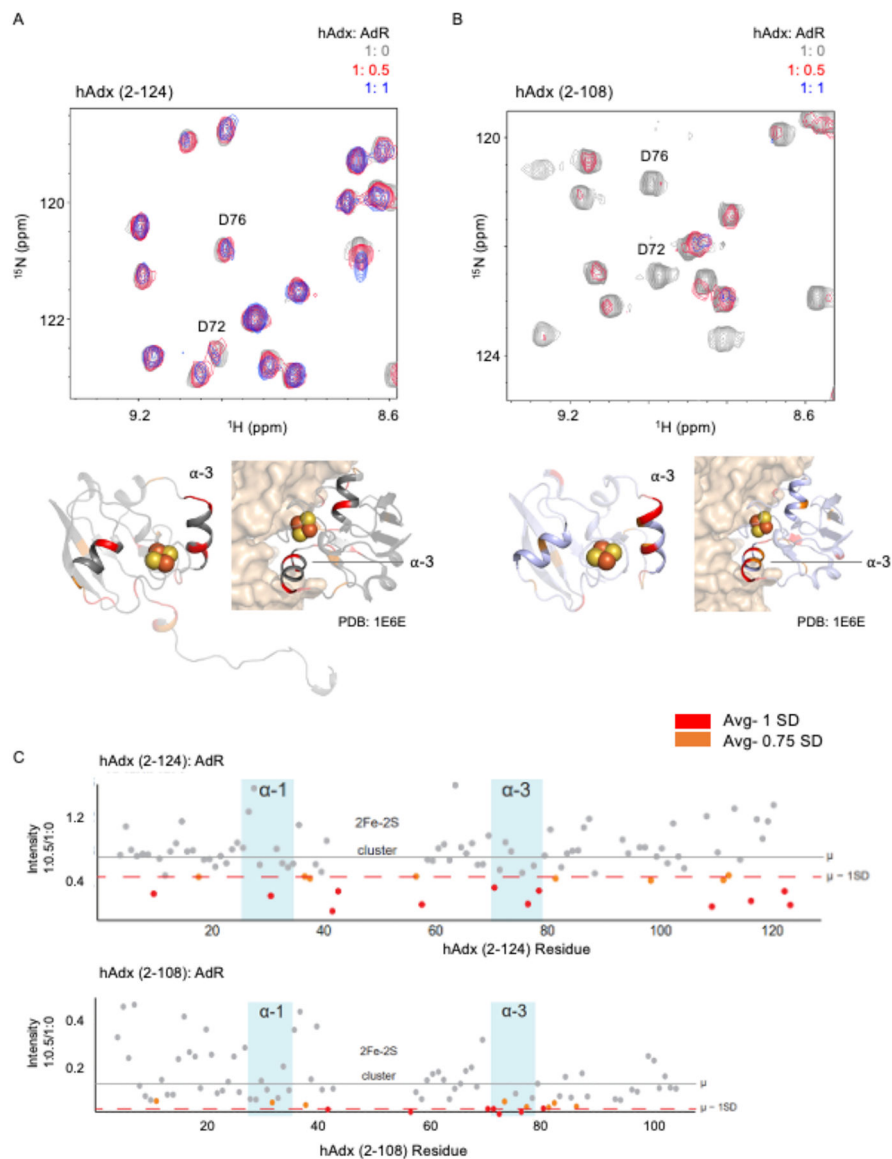 A
hAdx: AdR
1: 0
1: 0.5
1: 1
hAdx (2-124)
D76
D72
120
122
15N (ppm)
9.2
8.6
1H (ppm)
α-3
α-3
PDB: 1E6E
B
hAdx: AdR
1: 0
1: 0.5
1: 1
hAdx (2-108)
D76
D72
120
124
15N (ppm)
9.2
8.6
1H (ppm)
α-3
α-3
PDB: 1E6E
Avg- 1 SD
Avg- 0.75 SD
C
hAdx (2-124): AdR
α-1
α-3
2Fe-2S
cluster
1.2
0.4
Intensity
1:0.5/1:0
μ
μ – 1SD
20
40
60
80
100
120
hAdx (2-124) Residue
hAdx (2-108): AdR
α-1
α-3
2Fe-2S
cluster
0.4
0.2
Intensity
1:0.5/1:0
μ
μ – 1SD
20
40
60
80
100
hAdx (2-108) Residue